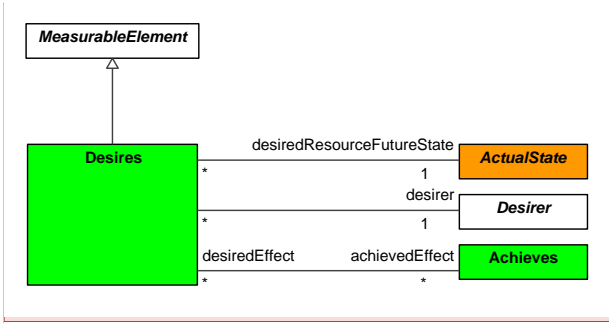 MeasurableElement
Desires
desiredResourceFutureState
ActualState
*
1
desirer
Desirer
*
1
desiredEffect
achievedEffect
Achieves
*
*